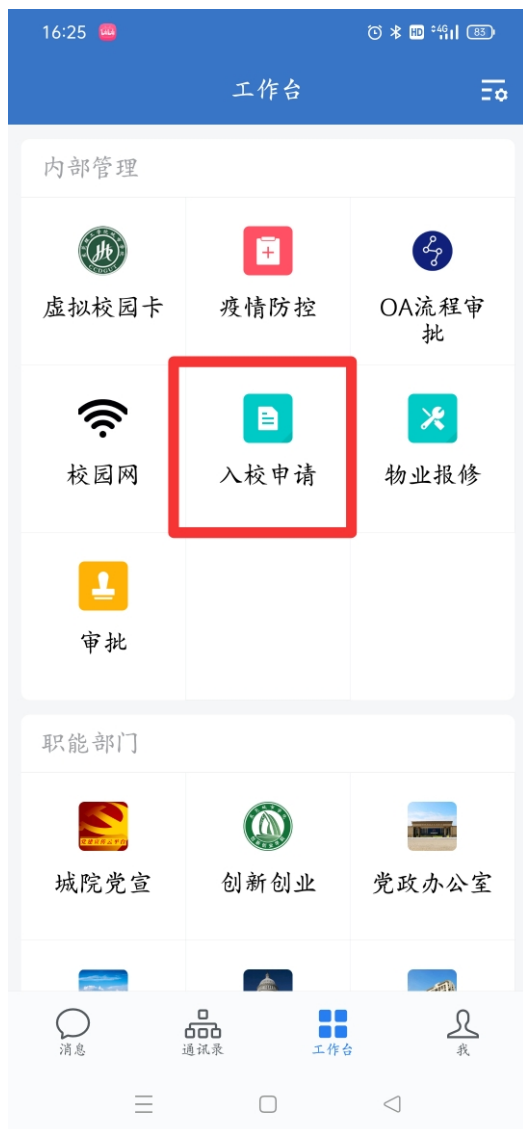 16:25
HD 4G 83
工作台
内部管理
虚拟校园卡
疫情防控
OA流程审
批
校园网
入校申请
物业报修
审批
职能部门
城院党宣
创新创业
党政办公室
消息
通讯录
工作台
我